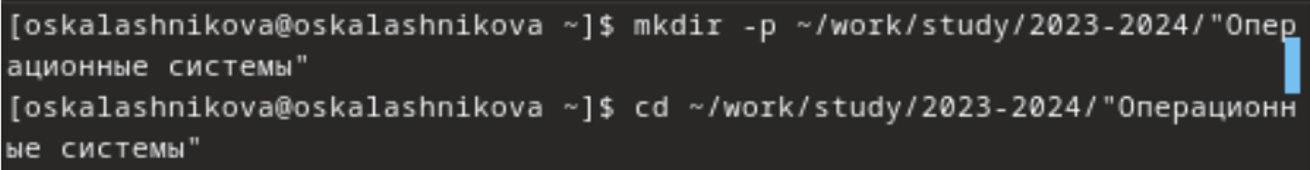 [oskalashnikova@oskalashnikova ~]$ mkdir -p ~/work/study/2023-2024/"Опер
ационные системы"
[oskalashnikova@oskalashnikova ~]$ cd ~/work/study/2023-2024/"Операционн
ые системы"